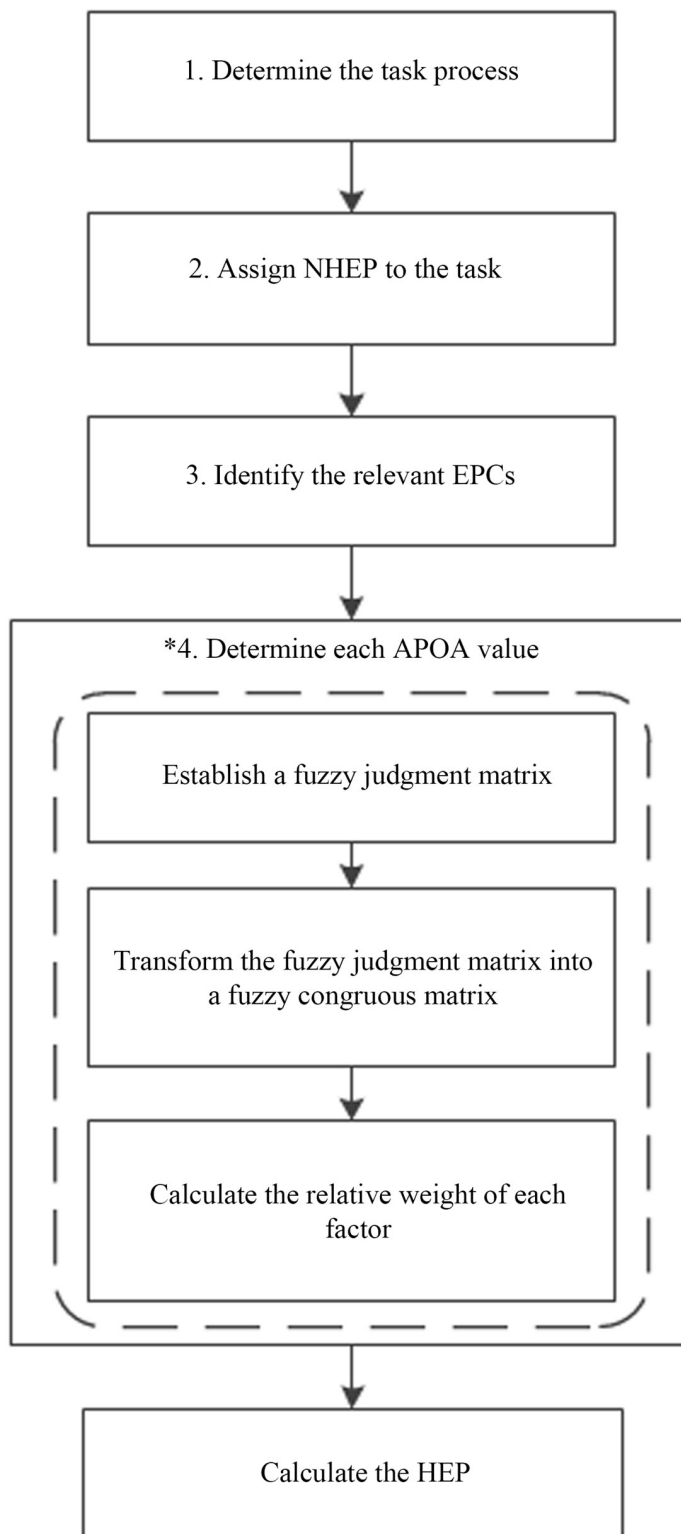 1. Determine the task process
2. Assign NHEP to the task
3. Identify the relevant EPCs
*4. Determine each APOA value
Establish a fuzzy judgment matrix
Transform the fuzzy judgment matrix into
a fuzzy congruous matrix
Calculate the relative weight of each
factor
Calculate the HEP